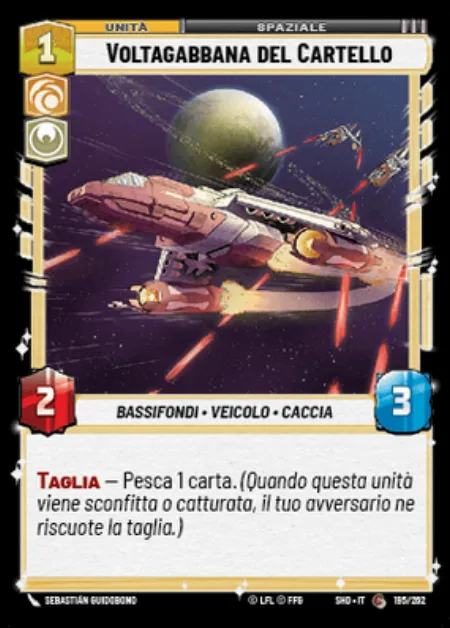 UNITÀ SPAZIALE
1
VOLTAGABBANA DEL CARTELLO
2
BASSIFONDI • VEICOLO • CACCIA
3
TAGLIA – Pesca 1 carta. (Quando questa unità
viene sconfitta o catturata, il tuo avversario ne
riscuote la taglia.)
SEBASTIÁN GUIDOBONO © LFL © FFG SHD • IT 195/262